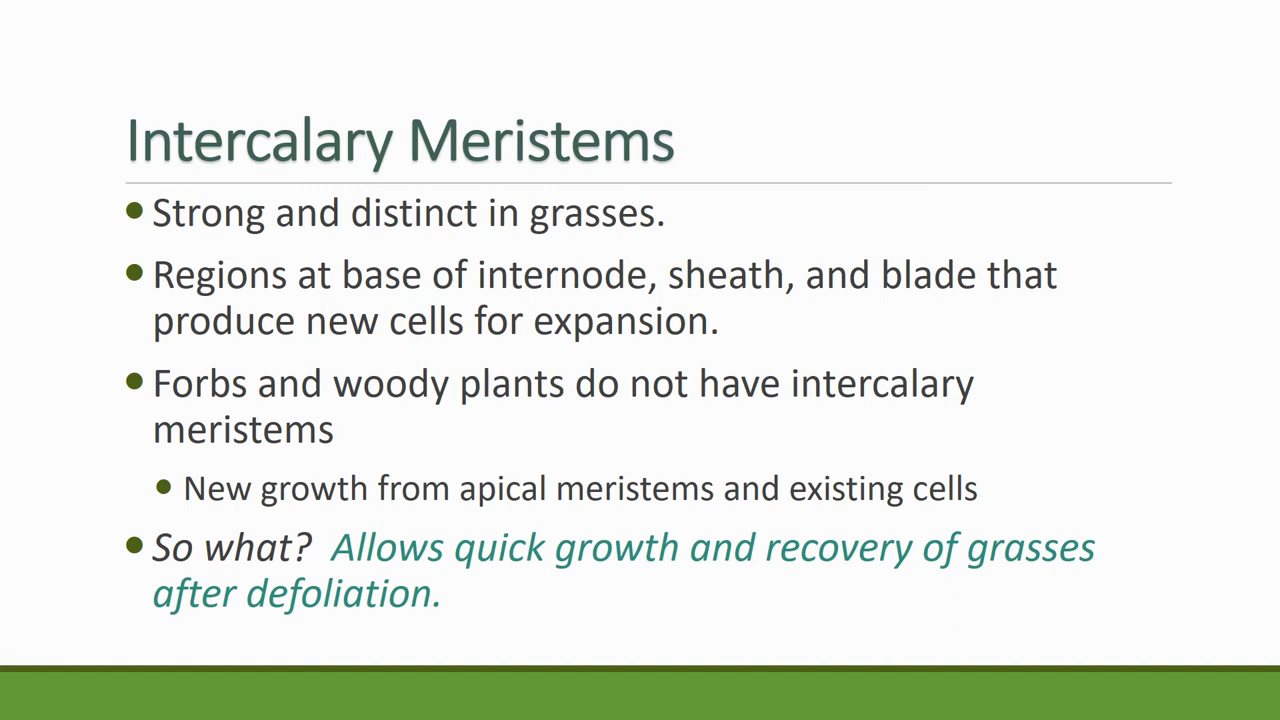 Intercalary Meristems
• Strong and distinct in grasses.
• Regions at base of internode, sheath, and blade that
produce new cells for expansion.
• Forbs and woody plants do not have intercalary
meristems
• New growth from apical meristems and existing cells
• So what?  Allows quick growth and recovery of grasses
after defoliation.